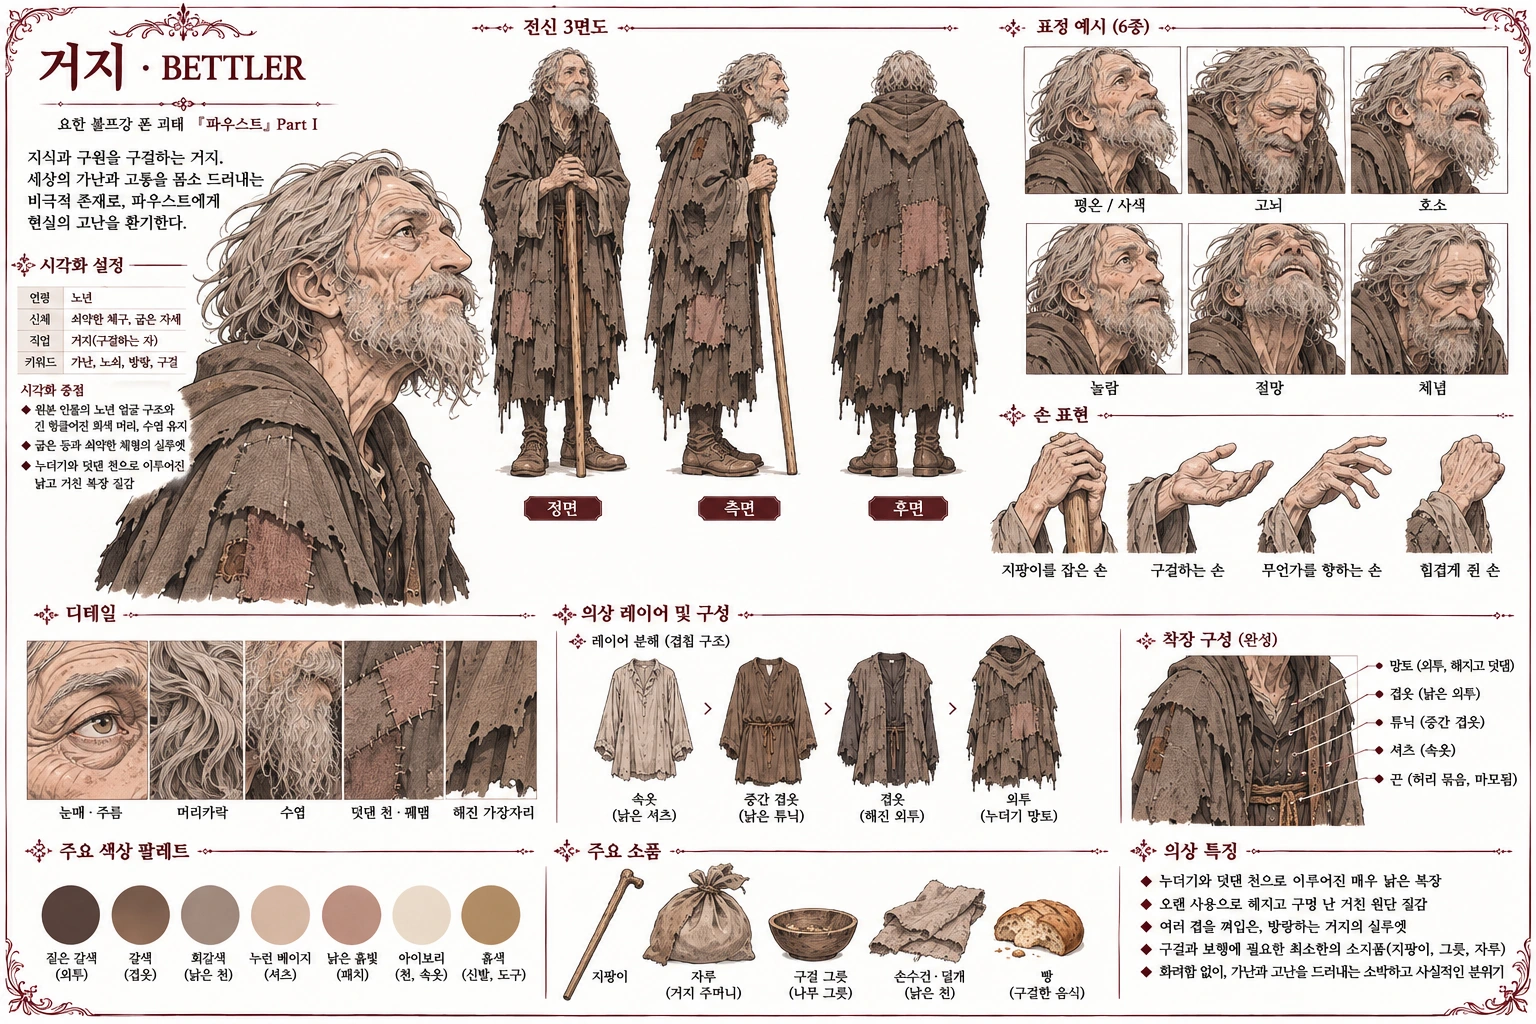 거지 · BETTLER
요한 볼프강 폰 괴태 『파우스트』 Part I
지식과 구원을 구걸하는 거지.
세상의 가난과 고통을 몸소 드러내는
비극적 존재로, 파우스트에게
현실의 고난을 환기한다.
시각화 설정
연령 노년
신체 쇠약한 체구, 굽은 자세
직업 거지(구걸하는 자)
키워드 가난, 노쇠, 방랑, 구걸
시각화 중점
◆ 원본 인물의 노년 얼굴 구조와
긴 헝클어진 회색 머리, 수염 유지
◆ 굽은 등과 쇠약한 체형의 실루엣
◆ 누더기와 덧댄 천으로 이루어진
낡고 거친 복장 질감
전신 3면도
정면
측면
후면
표정 예시 (6종)
평온 / 사색
고뇌
호소
놀람
절망
체념
손 표현
지팡이를 잡은 손
구걸하는 손
무언가를 향하는 손
힘겹게 쥔 손
디테일
눈매 · 주름
머리카락
수염
덧댄 천 · 꿰맴
해진 가장자리
의상 레이어 및 구성
레이어 분해 (겹침 구조)
속옷
(낡은 셔츠)
중간 겹옷
(낡은 튜닉)
겹옷
(해진 외투)
외투
(누더기 망토)
착장 구성 (완성)
망토 (외투, 해지고 덧댐)
겹옷 (낡은 외투)
튜닉 (중간 겹옷)
셔츠 (속옷)
끈 (허리 묶음, 마모됨)
주요 색상 팔레트
짙은 갈색
(외투)
갈색
(겹옷)
회갈색
(낡은 천)
누런 베이지
(셔츠)
낡은 흙빛
(패치)
아이보리
(천, 속옷)
흙색
(신발, 도구)
주요 소품
지팡이
자루
(거지 주머니)
구걸 그릇
(나무 그릇)
손수건 · 덮개
(낡은 천)
빵
(구걸한 음식)
의상 특징
◆ 누더기와 덧댄 천으로 이루어진 매우 낡은 복장
◆ 오랜 사용으로 헤지고 구멍 난 거친 원단 질감
◆ 여러 겹을 껴입은, 방랑하는 거지의 실루엣
◆ 구걸과 보행에 필요한 최소한의 소지품(지팡이, 그릇, 자루)
◆ 화려함 없이, 가난과 고난을 드러내는 소박하고 사실적인 분위기